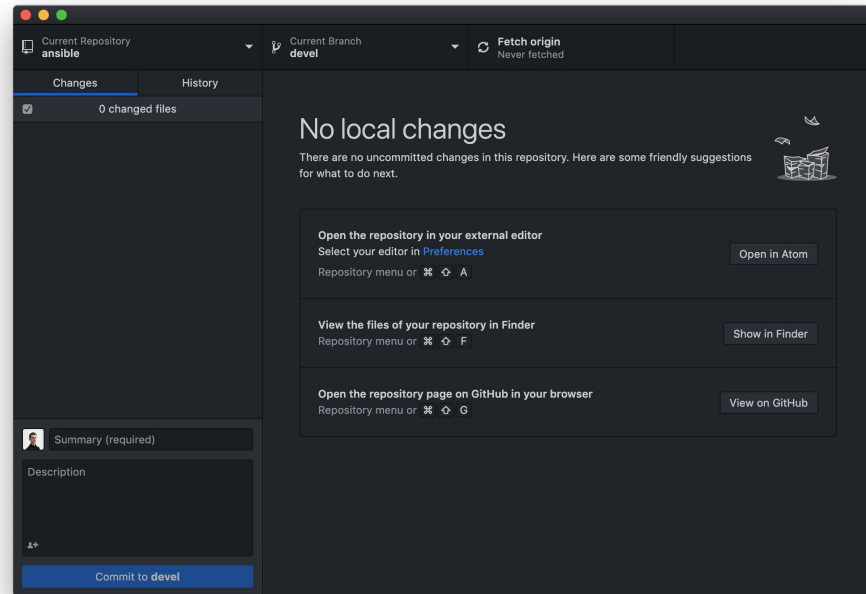 Current Repository
ansible
Current Branch
devel
Fetch origin
Never fetched
Changes
History
0 changed files
No local changes
There are no uncommitted changes in this repository. Here are some friendly suggestions
for what to do next.
Open the repository in your external editor
Select your editor in Preferences
Repository menu or ⌘ ⇧ A
Open in Atom
View the files of your repository in Finder
Repository menu or ⌘ ⇧ F
Show in Finder
Open the repository page on GitHub in your browser
Repository menu or ⌘ ⇧ G
View on GitHub
Summary (required)
Description
Commit to devel